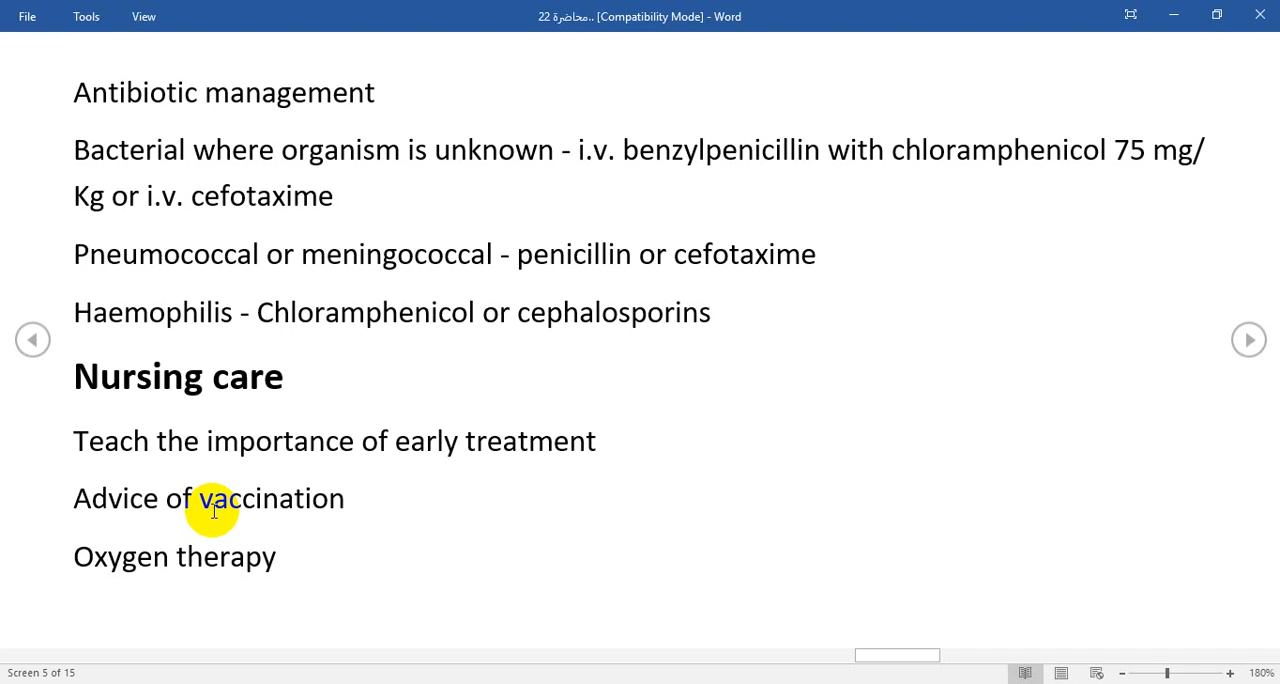 File Tools View محاضرة 22.. [Compatibility Mode] - Word
Antibiotic management
Bacterial where organism is unknown - i.v. benzylpenicillin with chloramphenicol 75 mg/
Kg or i.v. cefotaxime
Pneumococcal or meningococcal - penicillin or cefotaxime
Haemophilis - Chloramphenicol or cephalosporins
Nursing care
Teach the importance of early treatment
Advice of vaccination
Oxygen therapy
Screen 5 of 15 180%